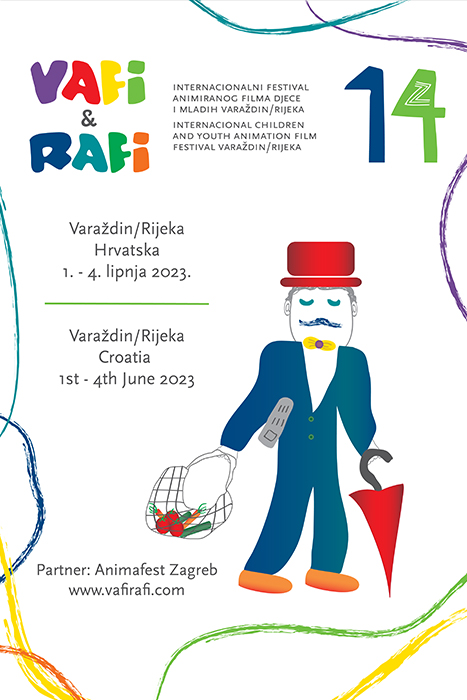 VAFi
&
RAFi
INTERNACIONALNI FESTIVAL
ANIMIRANOG FILMA DJECE
I MLADIH VARAŽDIN/RIJEKA
INTERNACIONAL CHILDREN
AND YOUTH ANIMATION FILM
FESTIVAL VARAŽDIN/RIJEKA
14
Z
Varaždin/Rijeka
Hrvatska
1. - 4. lipnja 2023.
Varaždin/Rijeka
Croatia
1st - 4th June 2023
Partner: Animafest Zagreb
www.vafirafi.com